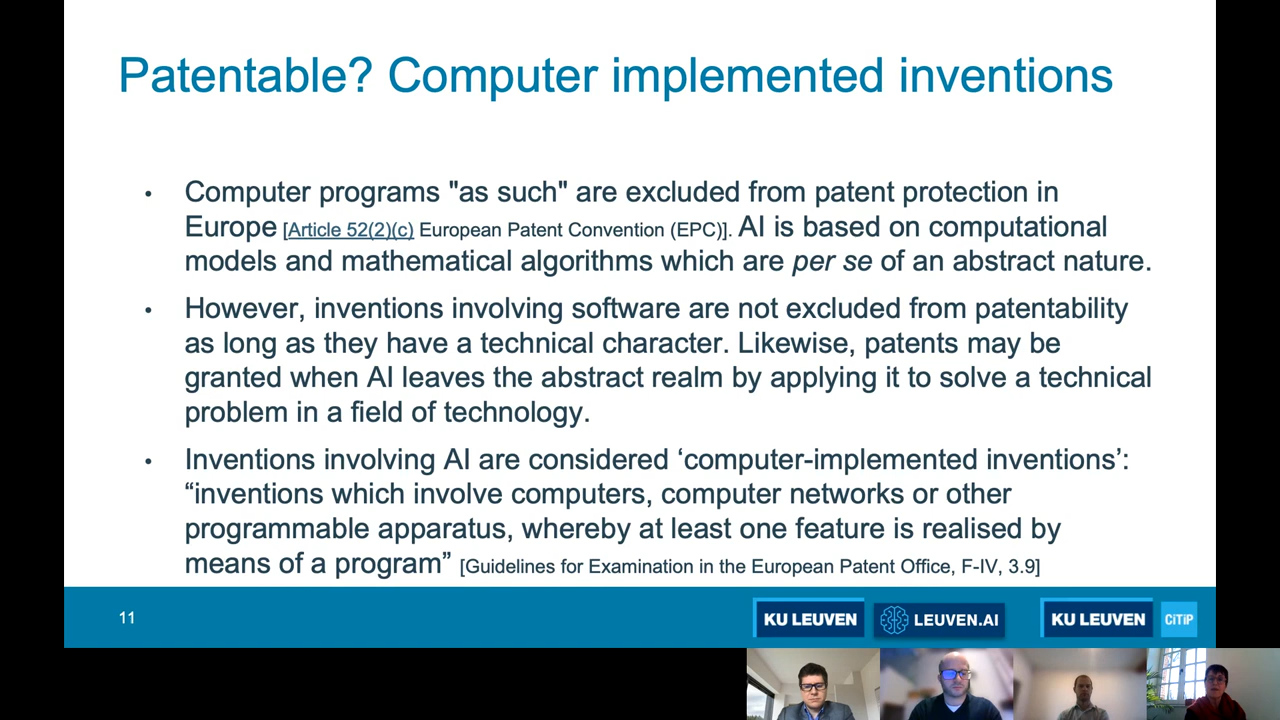 Patentable? Computer implemented inventions
• Computer programs "as such" are excluded from patent protection in
Europe [Article 52(2)(c) European Patent Convention (EPC)]. AI is based on computational
models and mathematical algorithms which are per se of an abstract nature.
• However, inventions involving software are not excluded from patentability
as long as they have a technical character. Likewise, patents may be
granted when AI leaves the abstract realm by applying it to solve a technical
problem in a field of technology.
• Inventions involving AI are considered ‘computer-implemented inventions’:
“inventions which involve computers, computer networks or other
programmable apparatus, whereby at least one feature is realised by
means of a program” [Guidelines for Examination in the European Patent Office, F-IV, 3.9]
11
KU LEUVEN
LEUVEN.AI
KU LEUVEN
CiTiP